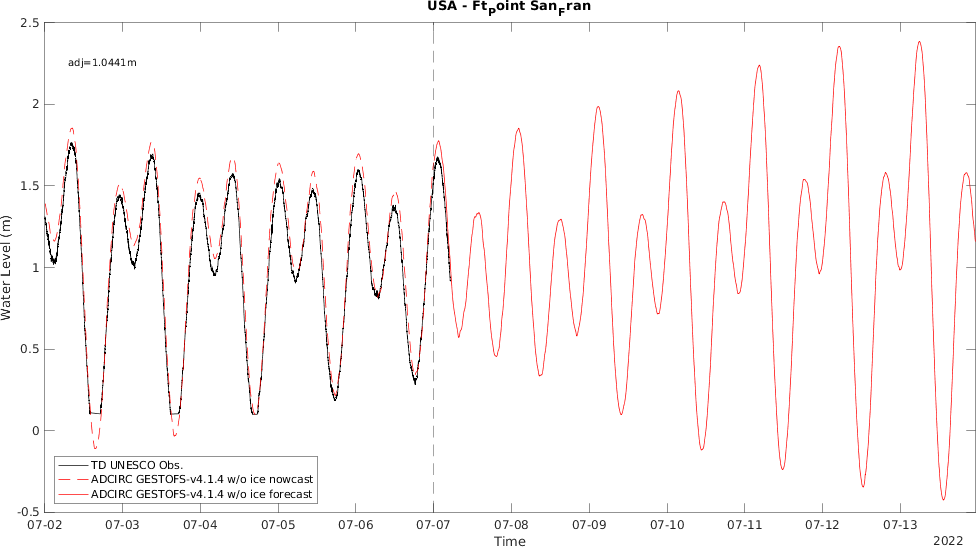 USA - Ft_Point San_Fran
adj=1.0441m
2.5
2
1.5
1
0.5
0
-0.5
Water Level (m)
TD UNESCO Obs.
ADCIRC GESTOFS-v4.1.4 w/o ice nowcast
ADCIRC GESTOFS-v4.1.4 w/o ice forecast
07-02 07-03 07-04 07-05 07-06 07-07 07-08 07-09 07-10 07-11 07-12 07-13
Time
2022